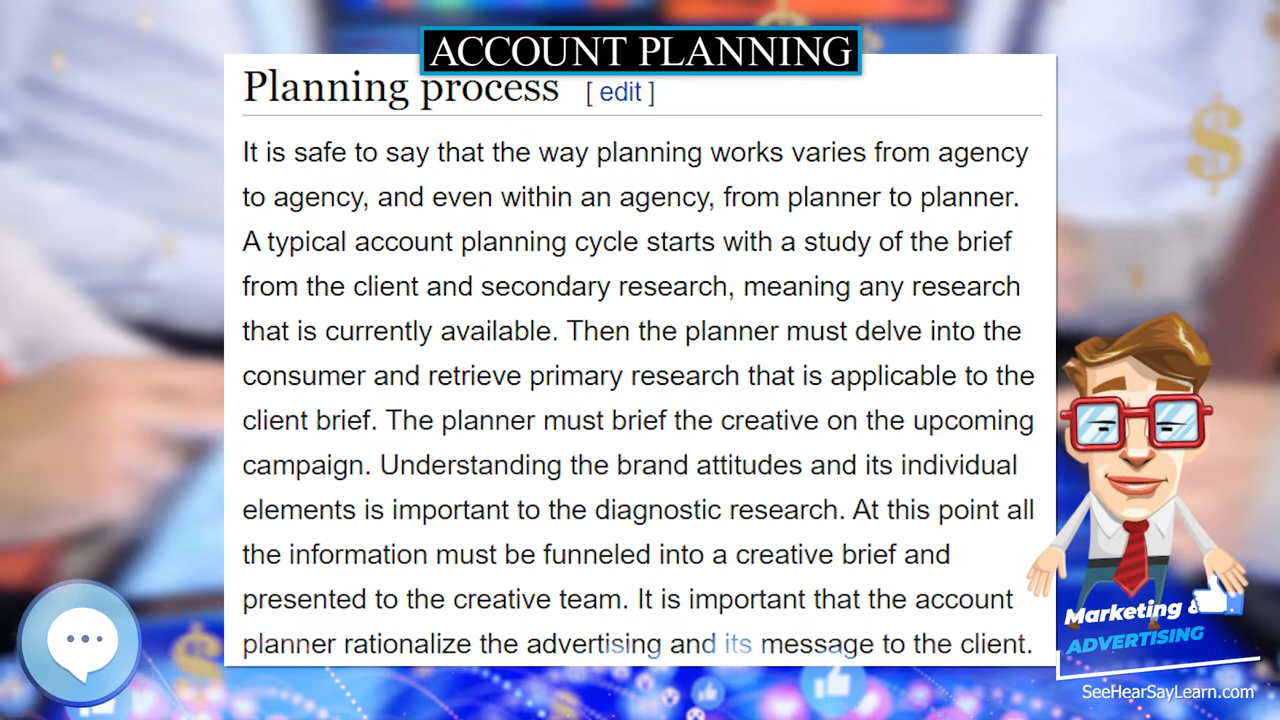 ACCOUNT PLANNING
Planning process [ edit ]
It is safe to say that the way planning works varies from agency
to agency, and even within an agency, from planner to planner.
A typical account planning cycle starts with a study of the brief
from the client and secondary research, meaning any research
that is currently available. Then the planner must delve into the
consumer and retrieve primary research that is applicable to the
client brief. The planner must brief the creative on the upcoming
campaign. Understanding the brand attitudes and its individual
elements is important to the diagnostic research. At this point all
the information must be funneled into a creative brief and
presented to the creative team. It is important that the account
planner rationalize the advertising and its message to the client.
Marketing &
ADVERTISING
SeeHearSayLearn.com